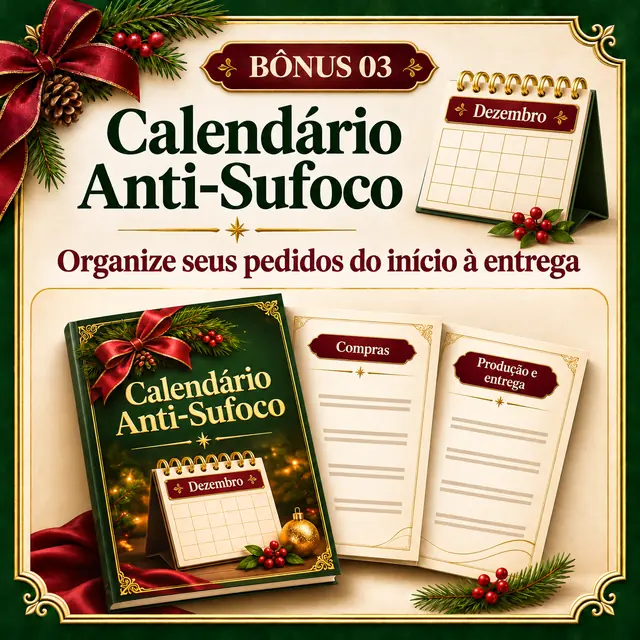 BÔNUS 03
Calendário
Anti-Sufoco
Dezembro
Organize seus pedidos do início à entrega
Calendário
Anti-Sufoco
Dezembro
Compras
Produção e
entrega